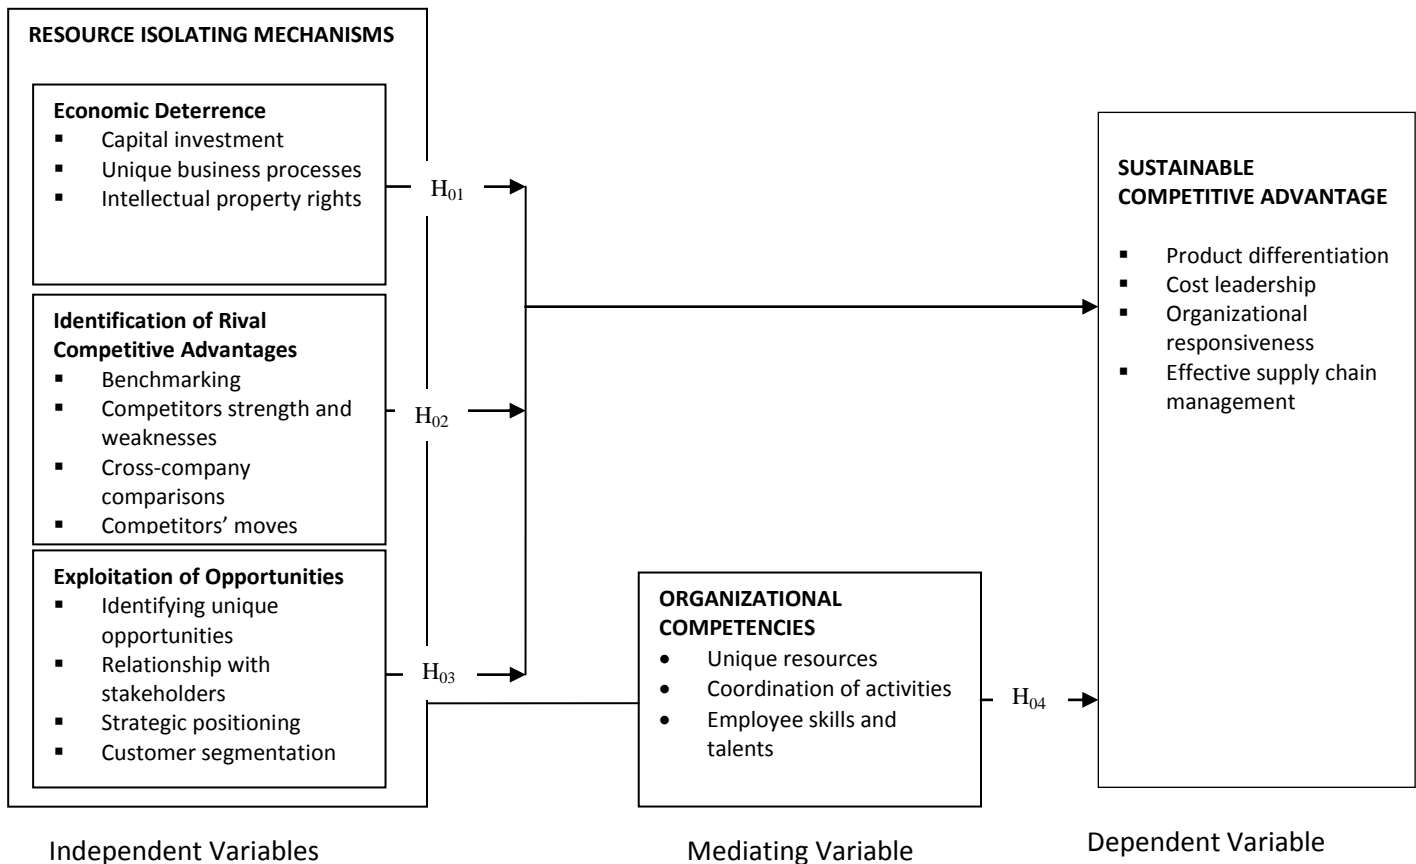 RESOURCE ISOLATING MECHANISMS
Economic Deterrence
▪ Capital investment
▪ Unique business processes
▪ Intellectual property rights
H01
Identification of Rival
Competitive Advantages
▪ Benchmarking
▪ Competitors strength and
weaknesses
▪ Cross-company
comparisons
▪ Competitors’ moves
H02
Exploitation of Opportunities
▪ Identifying unique
opportunities
▪ Relationship with
stakeholders
▪ Strategic positioning
▪ Customer segmentation
H03
Independent Variables
ORGANIZATIONAL
COMPETENCIES
• Unique resources
• Coordination of activities
• Employee skills and
talents
H04
Mediating Variable
SUSTAINABLE
COMPETITIVE ADVANTAGE
▪ Product differentiation
▪ Cost leadership
▪ Organizational
responsiveness
▪ Effective supply chain
management
Dependent Variable